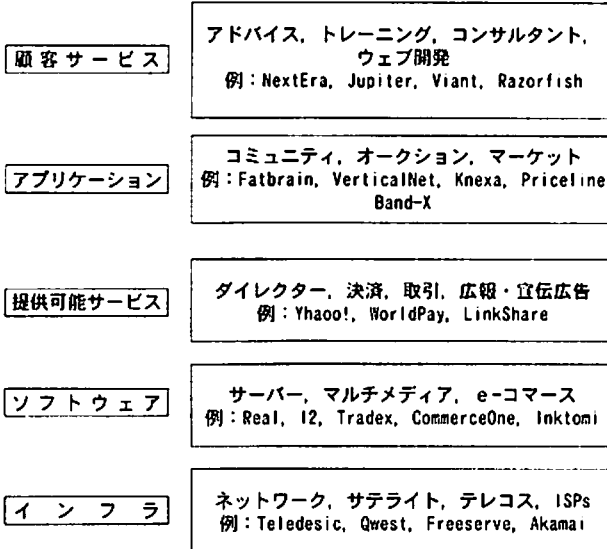 顧客サービス
アドバイス，トレーニング，コンサルタント，
ウェブ開発
例：NextEra, Jupiter, Viant, Razorfish
アプリケーション
コミュニティ，オークション，マーケット
例：Fatbrain, VerticalNet, Knexa, Priceline
Band-X
提供可能サービス
ダイレクター，決済，取引，広報・宣伝広告
例：Yhaoo!, WorldPay, LinkShare
ソフトウェア
サーバー，マルチメディア，e-コマース
例：Real, I2, Tradex, CommerceOne, Inktomi
インフラ
ネットワーク，サテライト，テレコス，ISPs
例：Teledesic, Qwest, Freeserve, Akamai